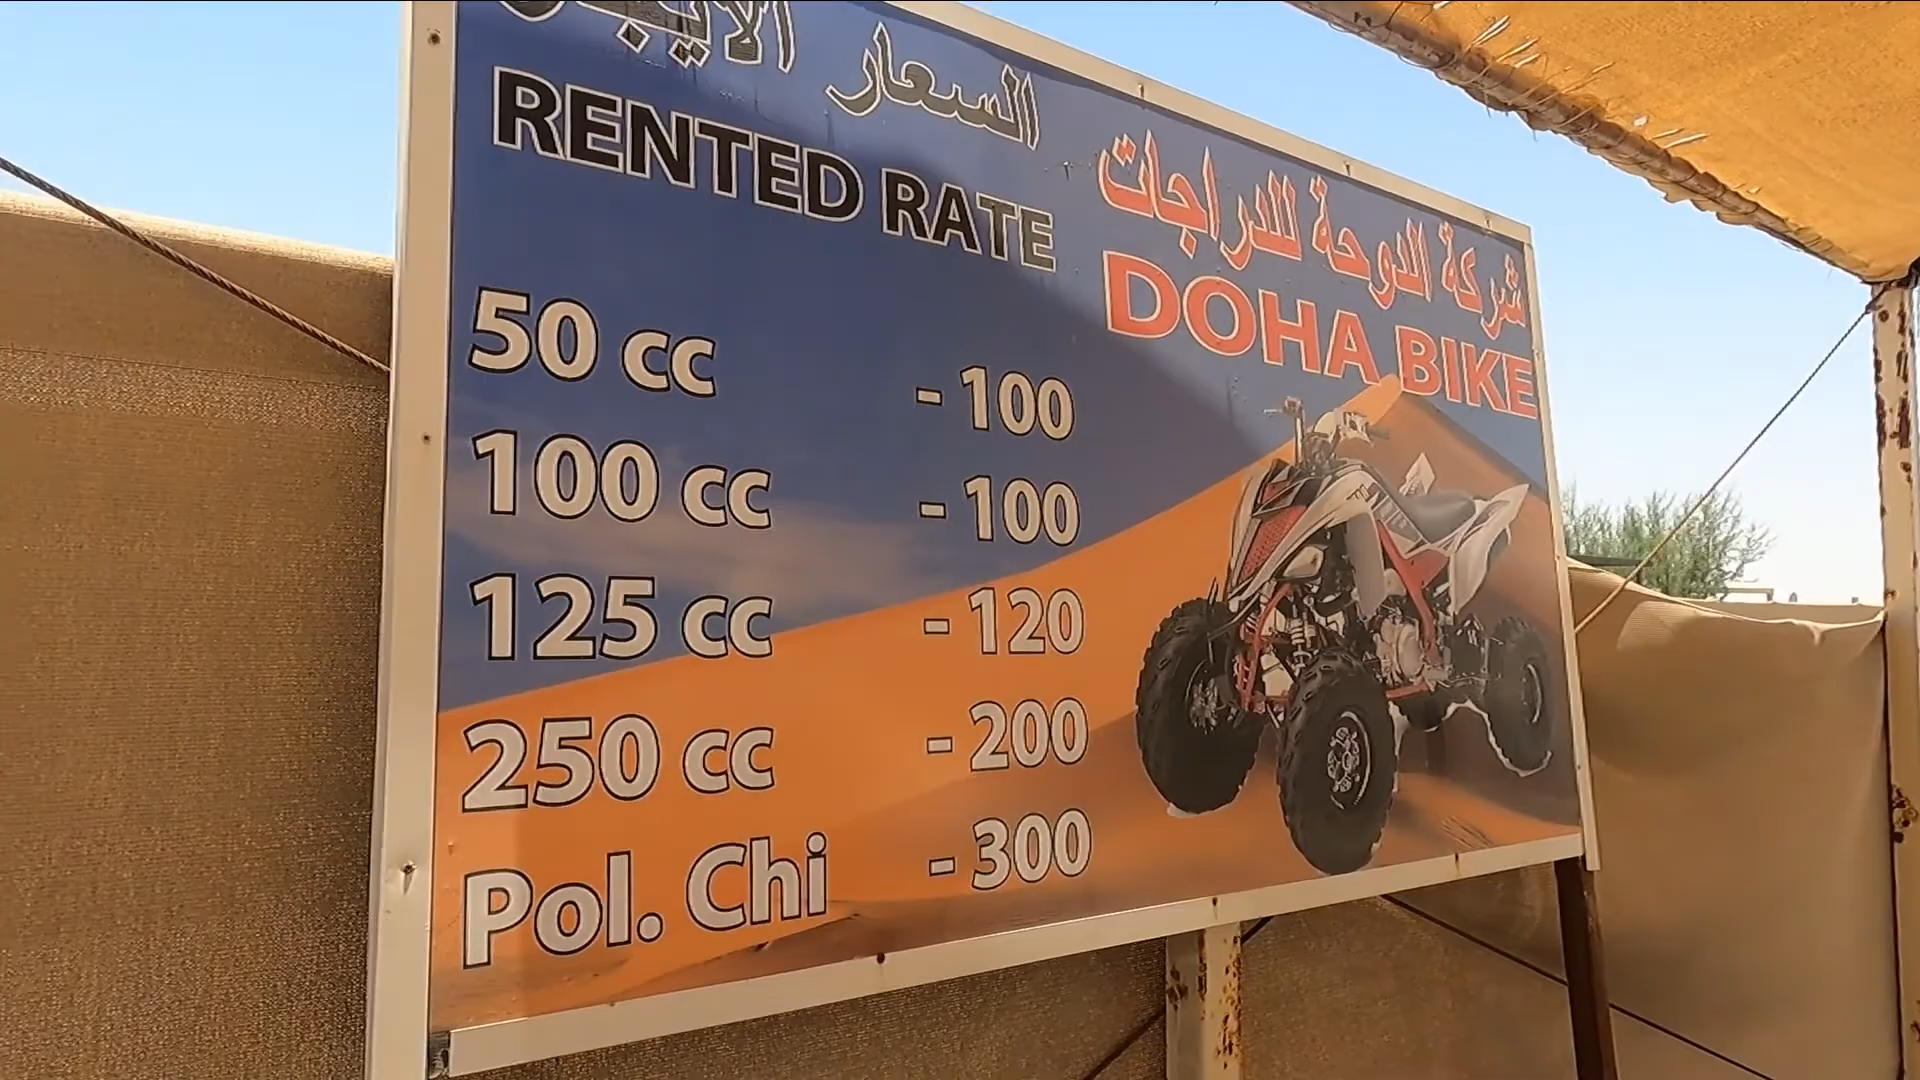 السعار الايجار
RENTED RATE
شركة الدوحة للدراجات
DOHA BIKE
50 cc - 100
100 cc - 100
125 cc - 120
250 cc - 200
Pol. Chi - 300